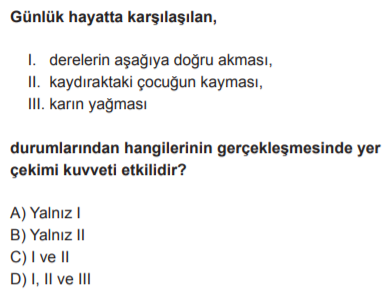 Günlük hayatta karşılaşılan,
I. derelerin aşağıya doğru akması,
II. kaydıraktaki çocuğun kayması,
III. karın yağması
durumlarından hangilerinin gerçekleşmesinde yer
çekimi kuvveti etkilidir?
A) Yalnız I
B) Yalnız II
C) I ve II
D) I, II ve III